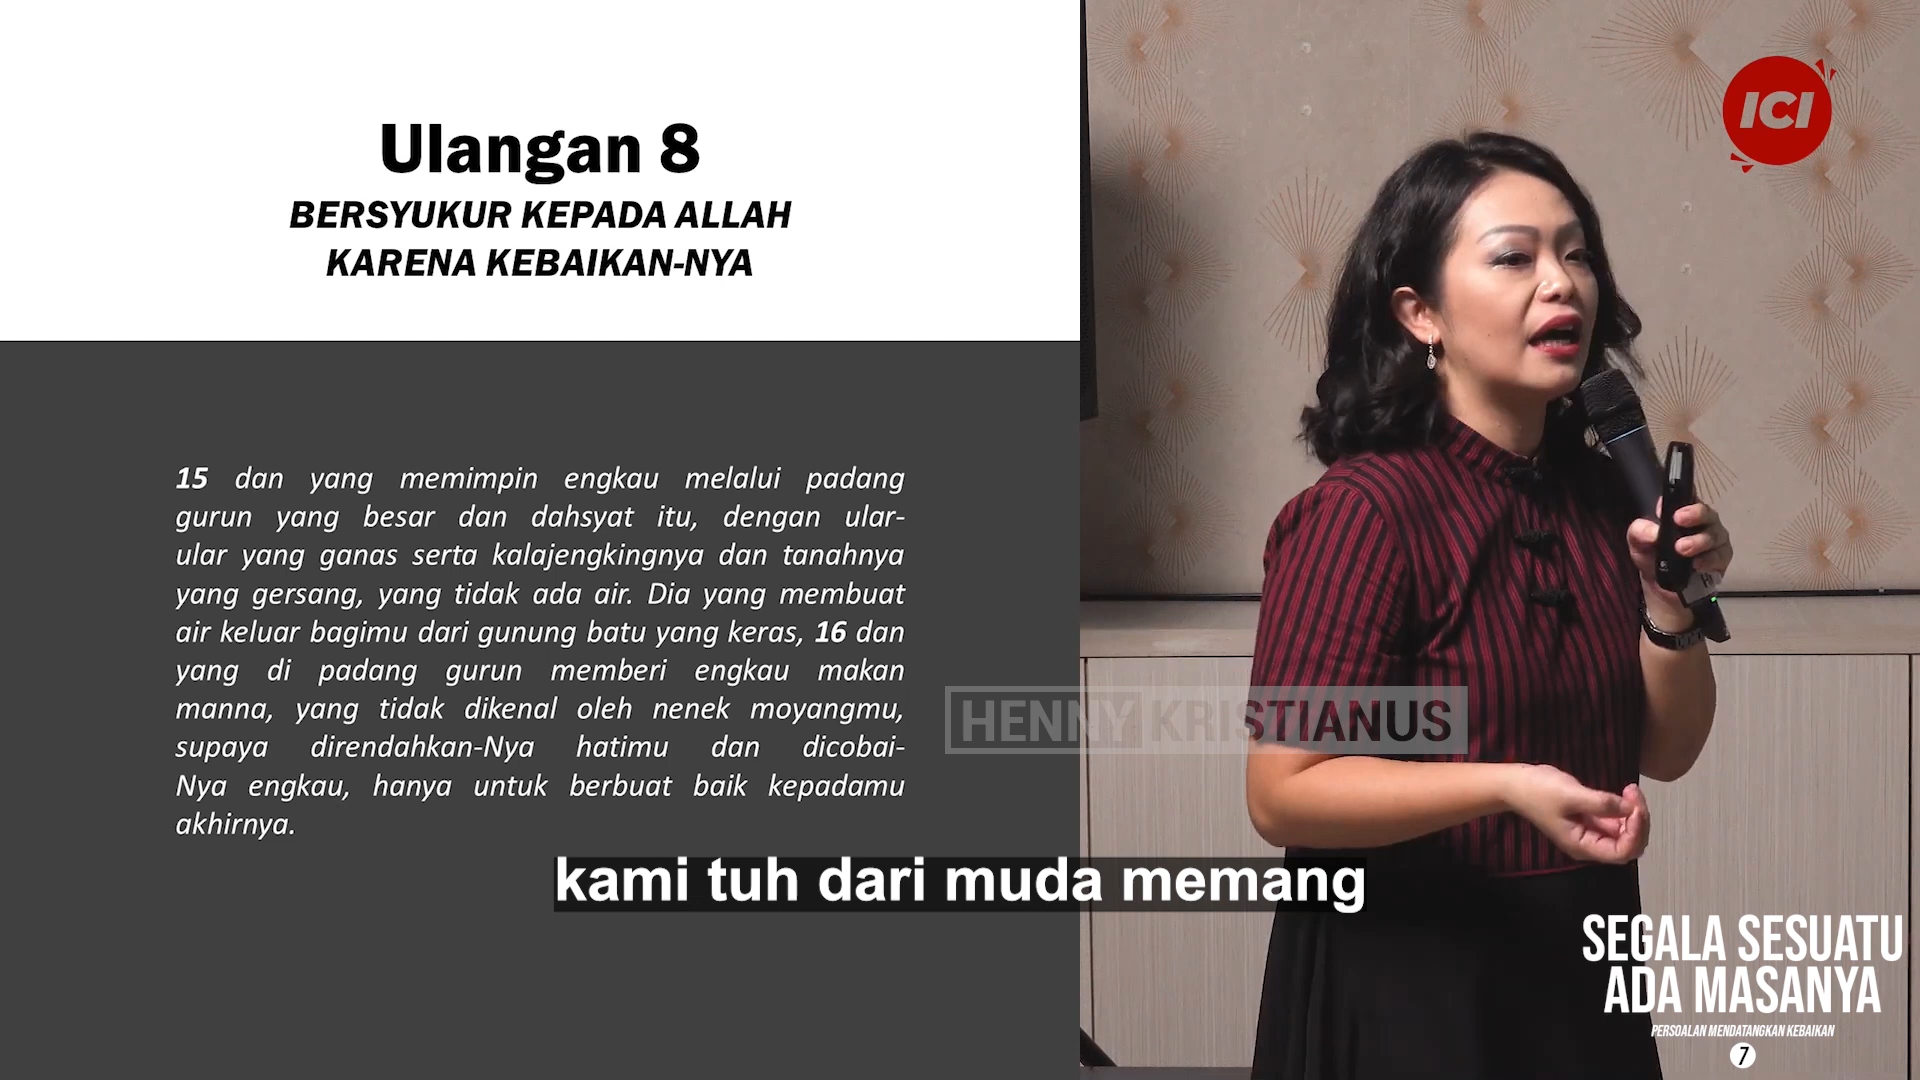 Ulangan 8
BERSYUKUR KEPADA ALLAH
KARENA KEBAIKAN-NYA
15 dan yang memimpin engkau melalui padang
gurun yang besar dan dahsyat itu, dengan ular-
ular yang ganas serta kalajengkingnya dan tanahnya
yang gersang, yang tidak ada air. Dia yang membuat
air keluar bagimu dari gunung batu yang keras, 16 dan
yang di padang gurun memberi engkau makan
manna, yang tidak dikenal oleh nenek moyangmu,
supaya direndahkan-Nya hatimu dan dicobai-
Nya engkau, hanya untuk berbuat baik kepadamu
akhirnya.
ICI
HENNY KRISTIANUS
kami tuh dari muda memang
SEGALA SESUATU
ADA MASANYA
PERSOALAN MENDATANGKAN KEBAIKAN
7